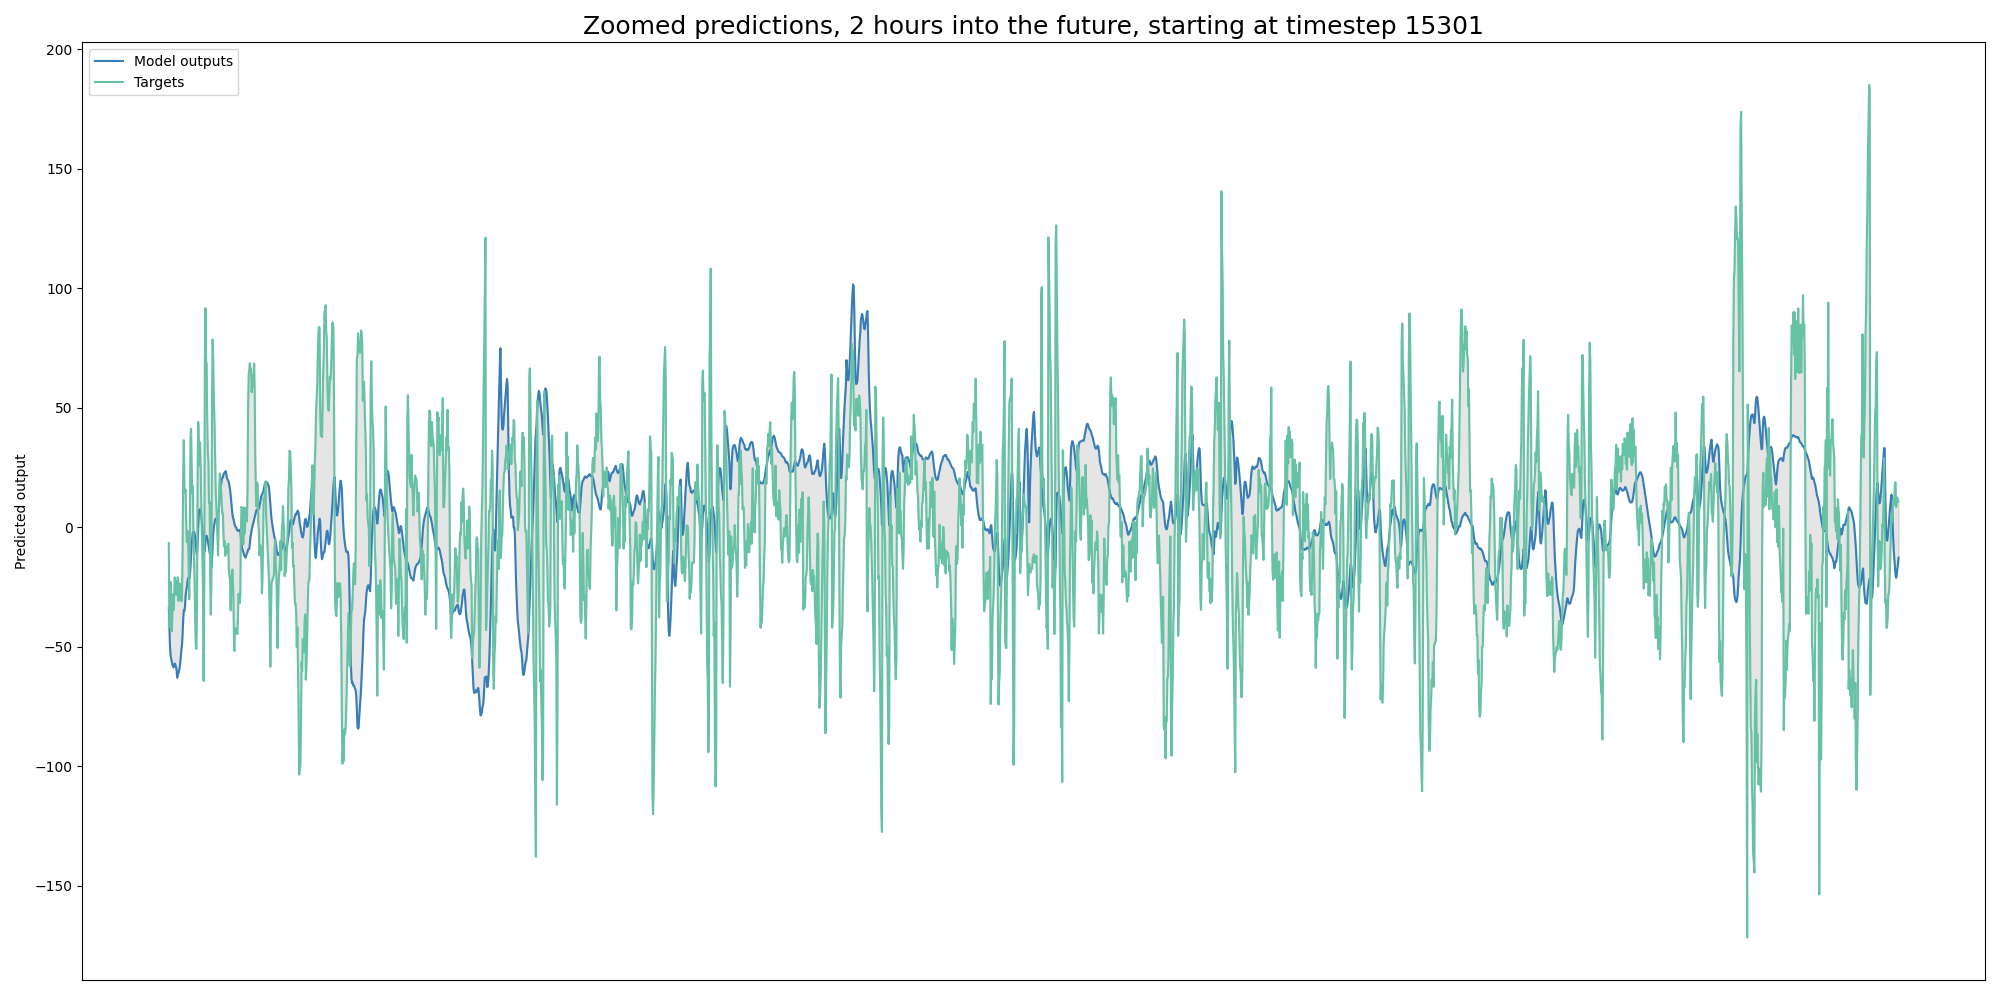 Zoomed predictions, 2 hours into the future, starting at timestep 15301
Model outputs
Targets
Predicted output
200
150
100
50
0
−50
−100
−150